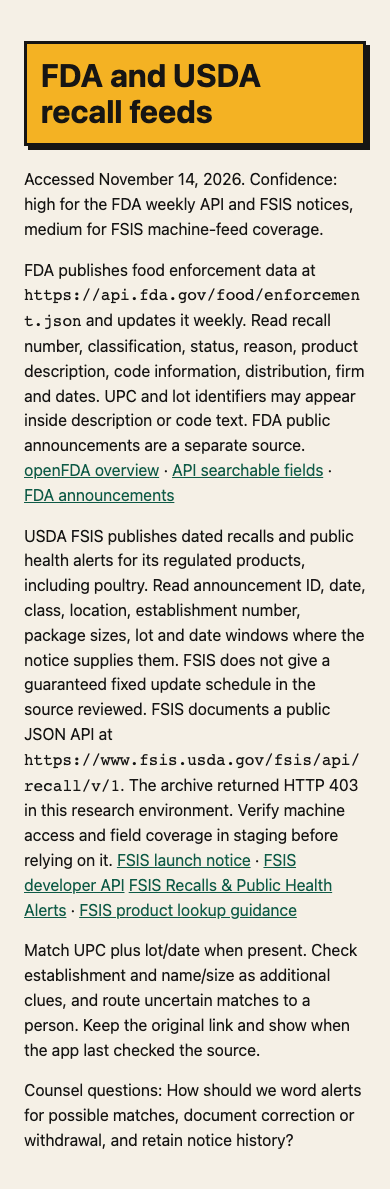 FDA and USDA
recall feeds
Accessed November 14, 2026. Confidence:
high for the FDA weekly API and FSIS notices,
medium for FSIS machine-feed coverage.
FDA publishes food enforcement data at
https://api.fda.gov/food/enforcemen
t.json and updates it weekly. Read recall
number, classification, status, reason, product
description, code information, distribution, firm
and dates. UPC and lot identifiers may appear
inside description or code text. FDA public
announcements are a separate source.
openFDA overview · API searchable fields ·
FDA announcements
USDA FSIS publishes dated recalls and public
health alerts for its regulated products,
including poultry. Read announcement ID, date,
class, location, establishment number,
package sizes, lot and date windows where the
notice supplies them. FSIS does not give a
guaranteed fixed update schedule in the
source reviewed. FSIS documents a public
JSON API at
https://www.fsis.usda.gov/fsis/api/
recall/v/1. The archive returned HTTP 403
in this research environment. Verify machine
access and field coverage in staging before
relying on it. FSIS launch notice · FSIS
developer API FSIS Recalls & Public Health
Alerts · FSIS product lookup guidance
Match UPC plus lot/date when present. Check
establishment and name/size as additional
clues, and route uncertain matches to a
person. Keep the original link and show when
the app last checked the source.
Counsel questions: How should we word alerts
for possible matches, document correction or
withdrawal, and retain notice history?